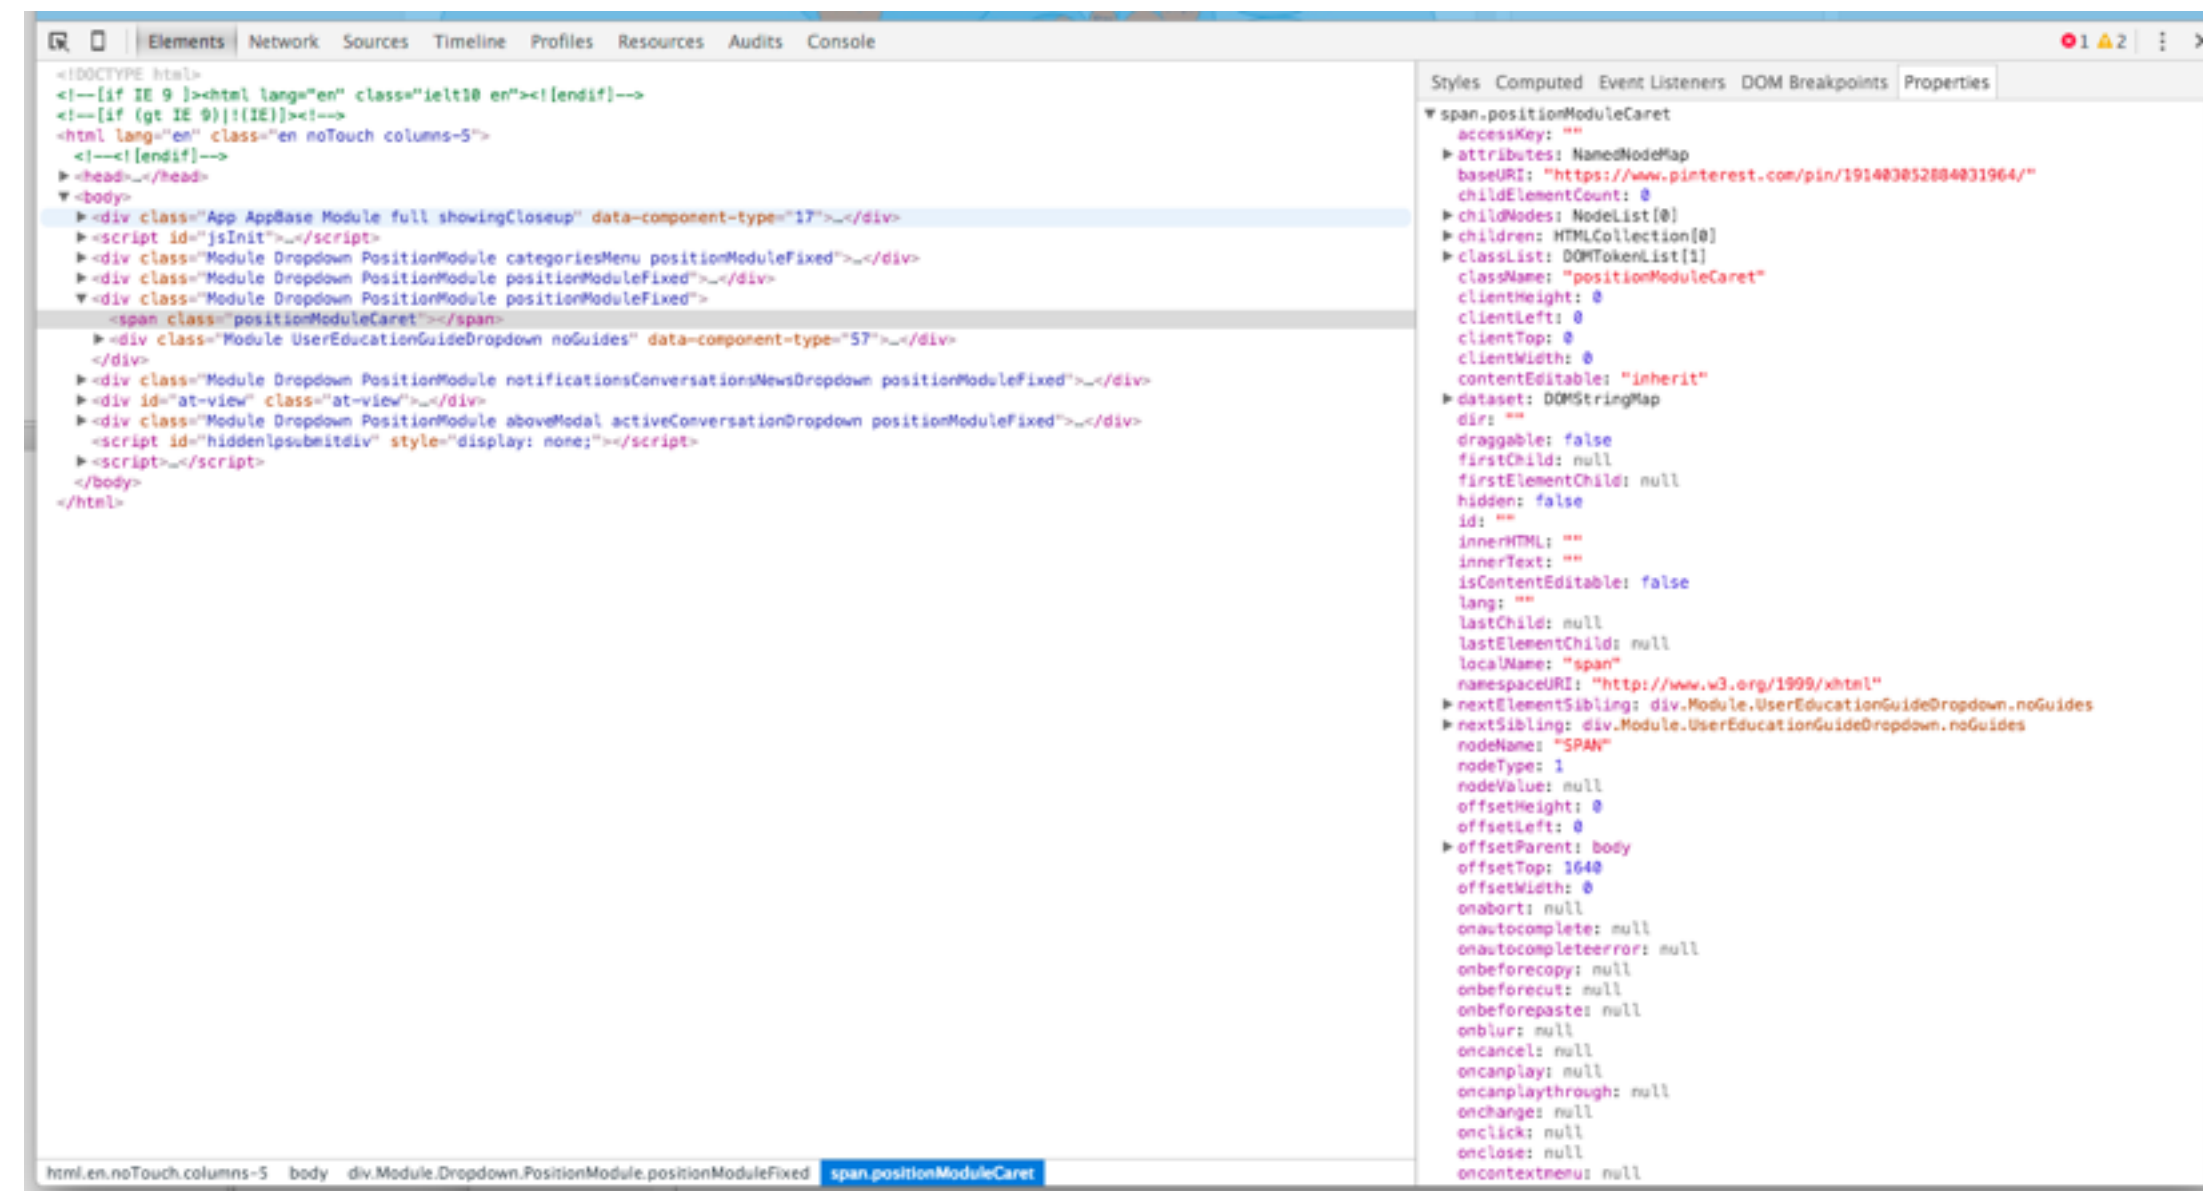 Elements Network Sources Timeline Profiles Resources Audits Console
1 2
<!DOCTYPE html>
<!--[if IE 9 ]><html lang="en" class="ielt10 en"><![endif]-->
<!--[if (gt IE 9)|!(IE)]><!-->
<html lang="en" class="en noTouch columns-5">
<!--<![endif]-->
<head>…</head>
<body>
<div class="App AppBase Module full showingCloseup" data-component-type="17">…</div>
<script id="jsInit">…</script>
<div class="Module Dropdown PositionModule categoriesMenu positionModuleFixed">…</div>
<div class="Module Dropdown PositionModule positionModuleFixed">…</div>
<div class="Module Dropdown PositionModule positionModuleFixed">
<span class="positionModuleCaret"></span>
<div class="Module UserEducationGuideDropdown noGuides" data-component-type="57">…</div>
</div>
<div class="Module Dropdown PositionModule notificationsConversationsNewsDropdown positionModuleFixed">…</div>
<div id="at-view" class="at-view">…</div>
<div class="Module Dropdown PositionModule aboveModal activeConversationDropdown positionModuleFixed">…</div>
<script id="hiddenlpsubmitdiv" style="display: none;"></script>
<script>…</script>
</body>
</html>
html.en.noTouch.columns-5 body div.Module.Dropdown.PositionModule.positionModuleFixed span.positionModuleCaret
Styles Computed Event Listeners DOM Breakpoints Properties
span.positionModuleCaret
accessKey: ""
attributes: NamedNodeMap
baseURI: "https://www.pinterest.com/pin/191403052884031964/"
childElementCount: 0
childNodes: NodeList[0]
children: HTMLCollection[0]
classList: DOMTokenList[1]
className: "positionModuleCaret"
clientHeight: 0
clientLeft: 0
clientTop: 0
clientWidth: 0
contentEditable: "inherit"
dataset: DOMStringMap
dir: ""
draggable: false
firstChild: null
firstElementChild: null
hidden: false
id: ""
innerHTML: ""
innerText: ""
isContentEditable: false
lang: ""
lastChild: null
lastElementChild: null
localName: "span"
namespaceURI: "http://www.w3.org/1999/xhtml"
nextElementSibling: div.Module.UserEducationGuideDropdown.noGuides
nextSibling: div.Module.UserEducationGuideDropdown.noGuides
nodeName: "SPAN"
nodeType: 1
nodeValue: null
offsetHeight: 0
offsetLeft: 0
offsetParent: body
offsetTop: 1640
offsetWidth: 0
onabort: null
onautocomplete: null
onautocompleteerror: null
onbeforecopy: null
onbeforecut: null
onbeforepaste: null
onblur: null
oncancel: null
oncanplay: null
oncanplaythrough: null
onchange: null
onclick: null
onclose: null
oncontextmenu: null